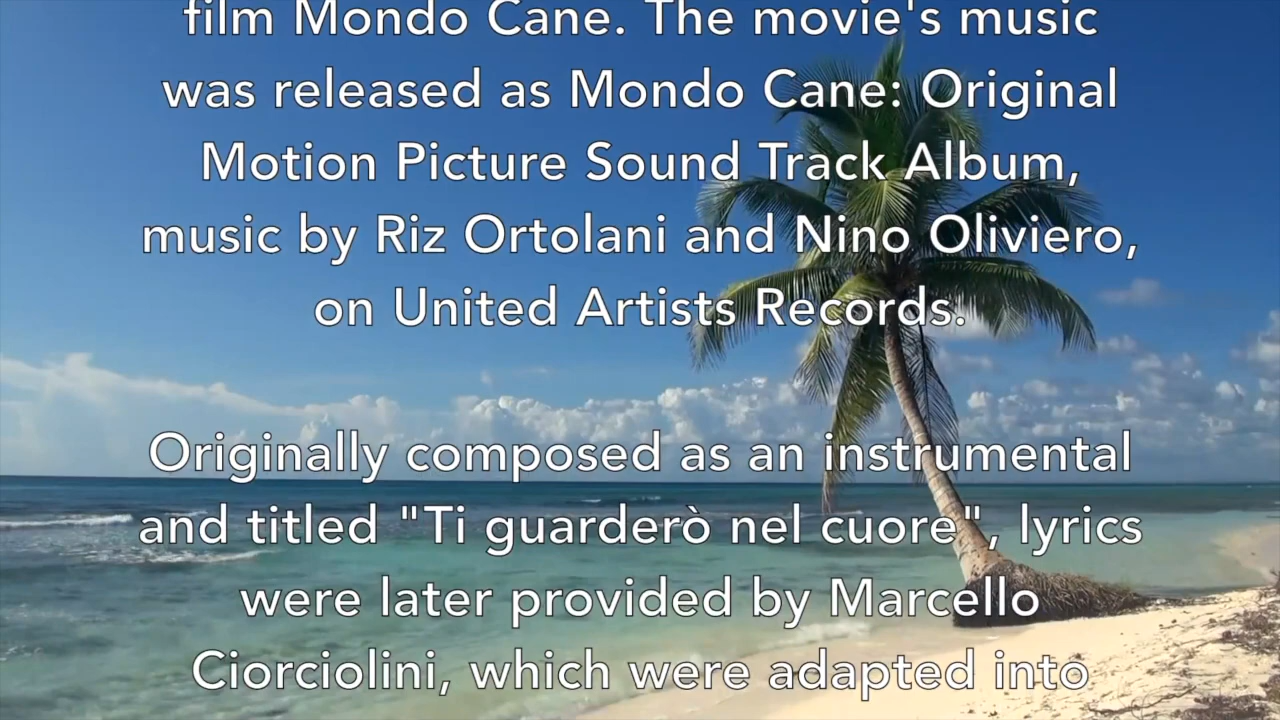 film Mondo Cane. The movie's music
was released as Mondo Cane: Original
Motion Picture Sound Track Album,
music by Riz Ortolani and Nino Oliviero,
on United Artists Records.
Originally composed as an instrumental
and titled "Ti guarderò nel cuore", lyrics
were later provided by Marcello
Ciorciolini, which were adapted into